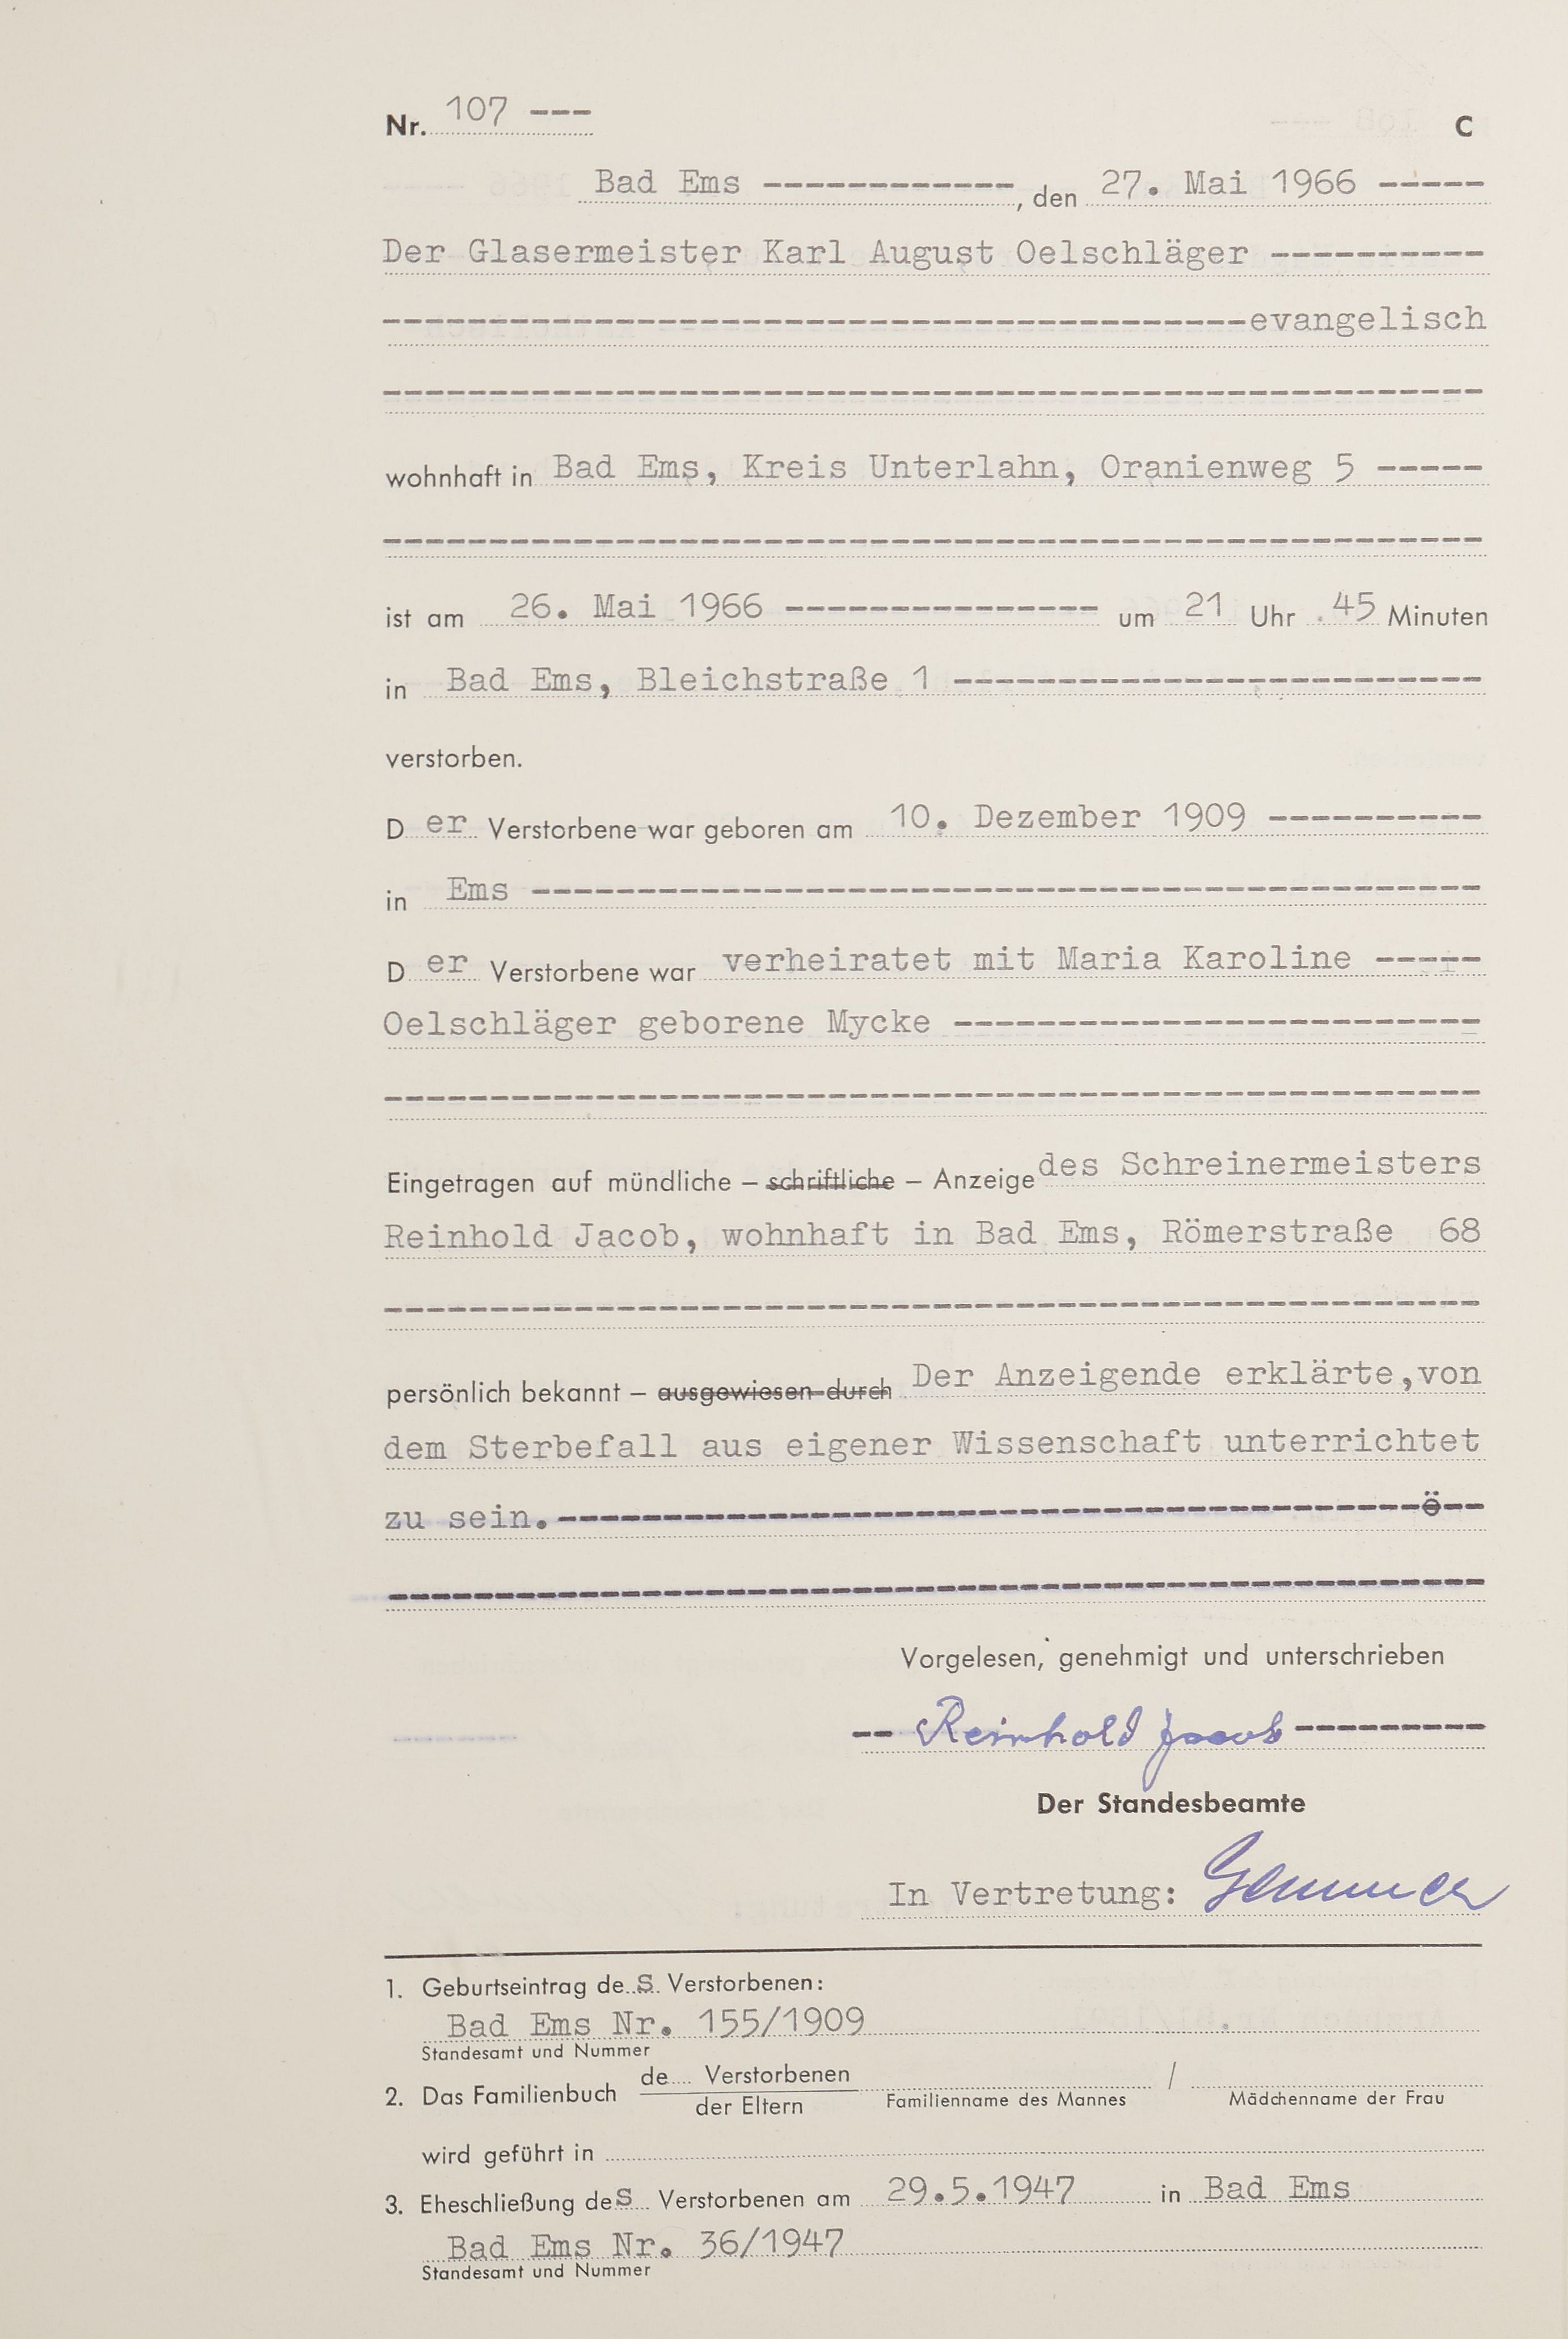 Nr. 107 ---
C
Bad Ems ------------, den 27. Mai 1966 -----
Der Glasermeister Karl August Oelschläger ----------
-----------------------------------------evangelisch
----------------------------------------------------
wohnhaft in Bad Ems, Kreis Unterlahn, Oranienweg 5 -----
----------------------------------------------------
ist am 26. Mai 1966 --------------- um 21 Uhr 45 Minuten
in Bad Ems, Bleichstraße 1 -------------------------
verstorben.
Der Verstorbene war geboren am 10. Dezember 1909 ----------
in Ems ---------------------------------------------
Der Verstorbene war verheiratet mit Maria Karoline -----
Oelschläger geborene Mycke -------------------------
----------------------------------------------------
Eingetragen auf mündliche – schriftliche – Anzeige des Schreinermeisters
Reinhold Jacob, wohnhaft in Bad Ems, Römerstraße 68
----------------------------------------------------
persönlich bekannt – ausgewiesen durch Der Anzeigende erklärte,von
dem Sterbefall aus eigener Wissenschaft unterrichtet
zu sein.-----------------------------------------ö--
----------------------------------------------------
Vorgelesen, genehmigt und unterschrieben
-- Reinhold Jacob ---------
Der Standesbeamte
In Vertretung:
1. Geburtseintrag des Verstorbenen:
Bad Ems Nr. 155/1909
Standesamt und Nummer
2. Das Familienbuch de.... Verstorbenen / 
der Eltern Familienname des Mannes Mädchenname der Frau
wird geführt in
3. Eheschließung des Verstorbenen am 29.5.1947 in Bad Ems
Bad Ems Nr. 36/1947
Standesamt und Nummer